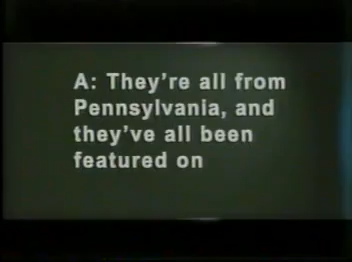 A: They're all from
Pennsylvania, and
they've all been
featured on